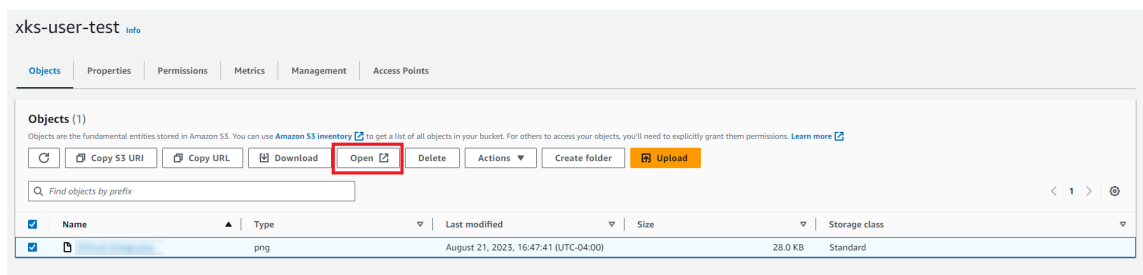 xks-user-test Info
Objects Properties Permissions Metrics Management Access Points
Objects (1)
Objects are the fundamental entities stored in Amazon S3. You can use Amazon S3 inventory to get a list of all objects in your bucket. For others to access your objects, you'll need to explicitly grant them permissions. Learn more
Copy S3 URI Copy URL Download Open Delete Actions Create folder Upload
Find objects by prefix 1
Name Type Last modified Size Storage class
png August 21, 2023, 16:47:41 (UTC-04:00) 28.0 KB Standard